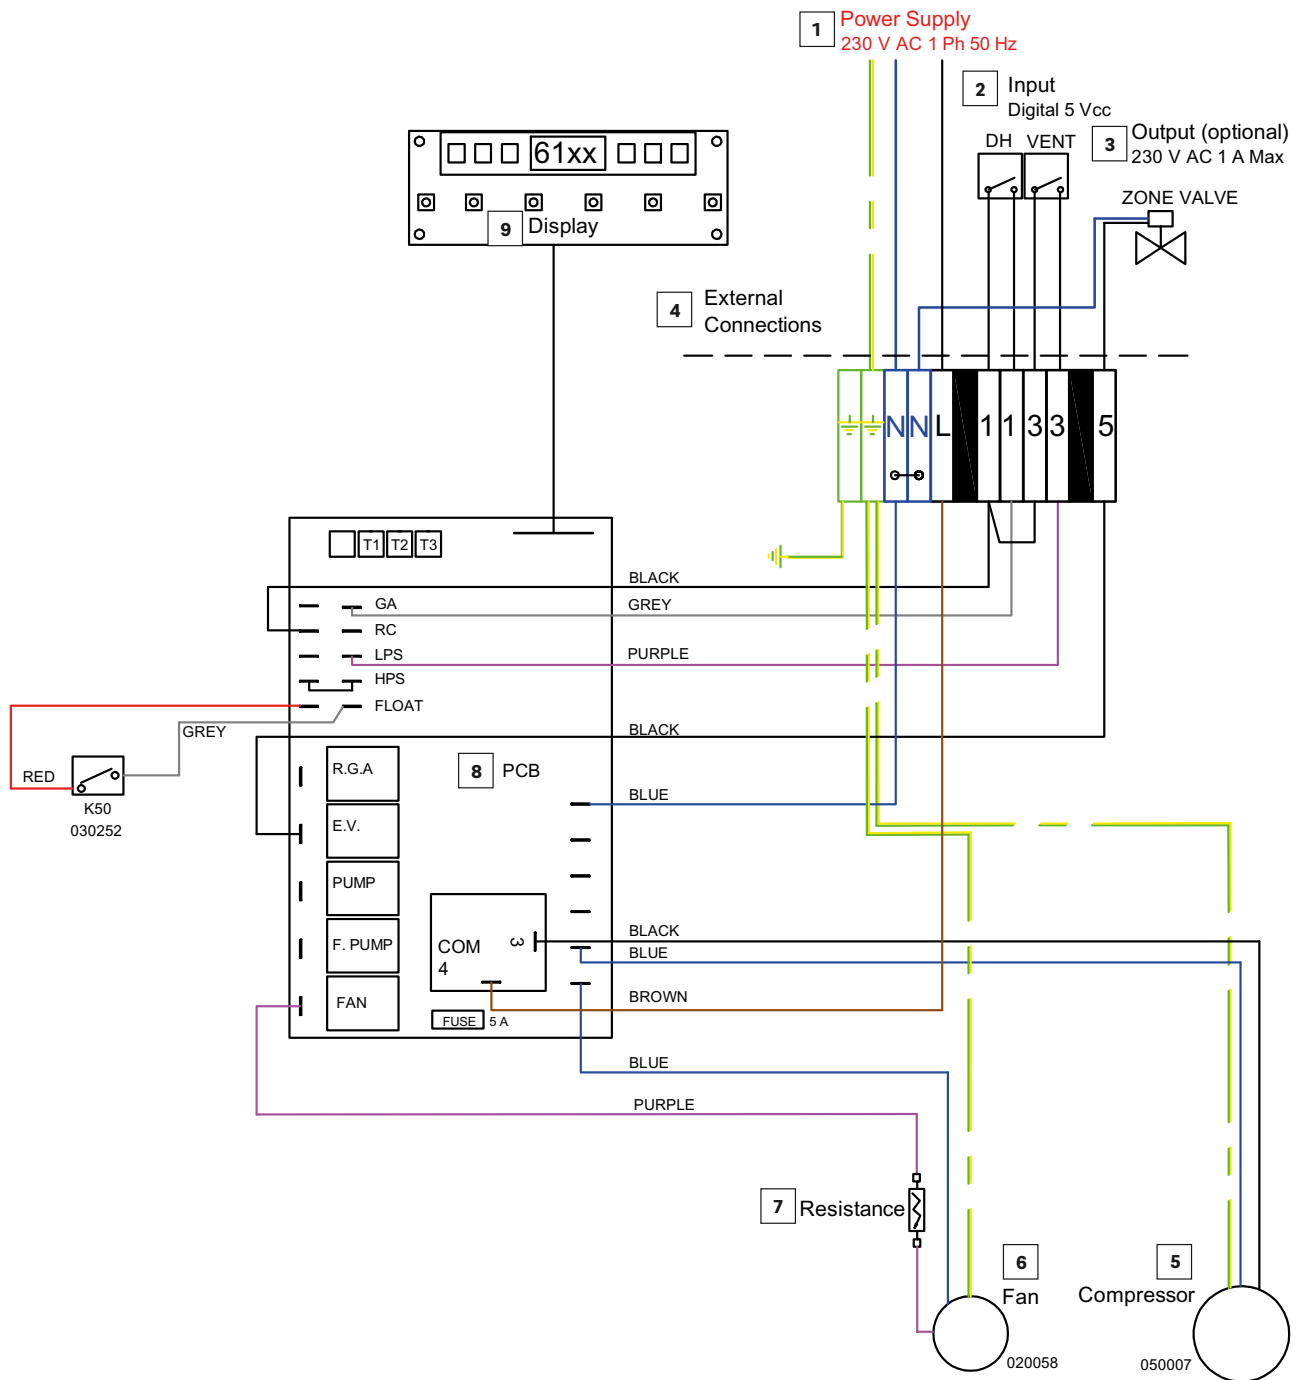 1 Power Supply
230 V AC 1 Ph 50 Hz
2 Input
Digital 5 Vcc
DH VENT
3 Output (optional)
230 V AC 1 A Max
ZONE VALVE
61xx
9 Display
4 External
Connections
N N L 1 1 3 3 5
T1 T2 T3
BLACK
GA
GREY
RC
LPS
PURPLE
HPS
FLOAT
GREY
BLACK
RED
K50
030252
R.G.A
8 PCB
BLUE
E.V.
PUMP
F. PUMP
COM
4
3
BLACK
BLUE
FAN
BROWN
FUSE 5 A
BLUE
PURPLE
7 Resistance
6
Fan
020058
5
Compressor
050007